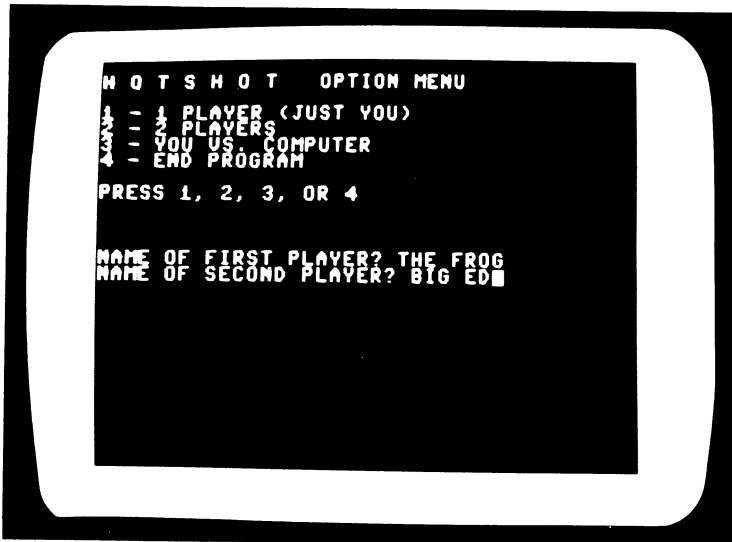 H O T S H O T   OPTION MENU
1 - 1 PLAYER (JUST YOU)
2 - 2 PLAYERS
3 - YOU VS. COMPUTER
4 - END PROGRAM
PRESS 1, 2, 3, OR 4
NAME OF FIRST PLAYER? THE FROG
NAME OF SECOND PLAYER? BIG ED